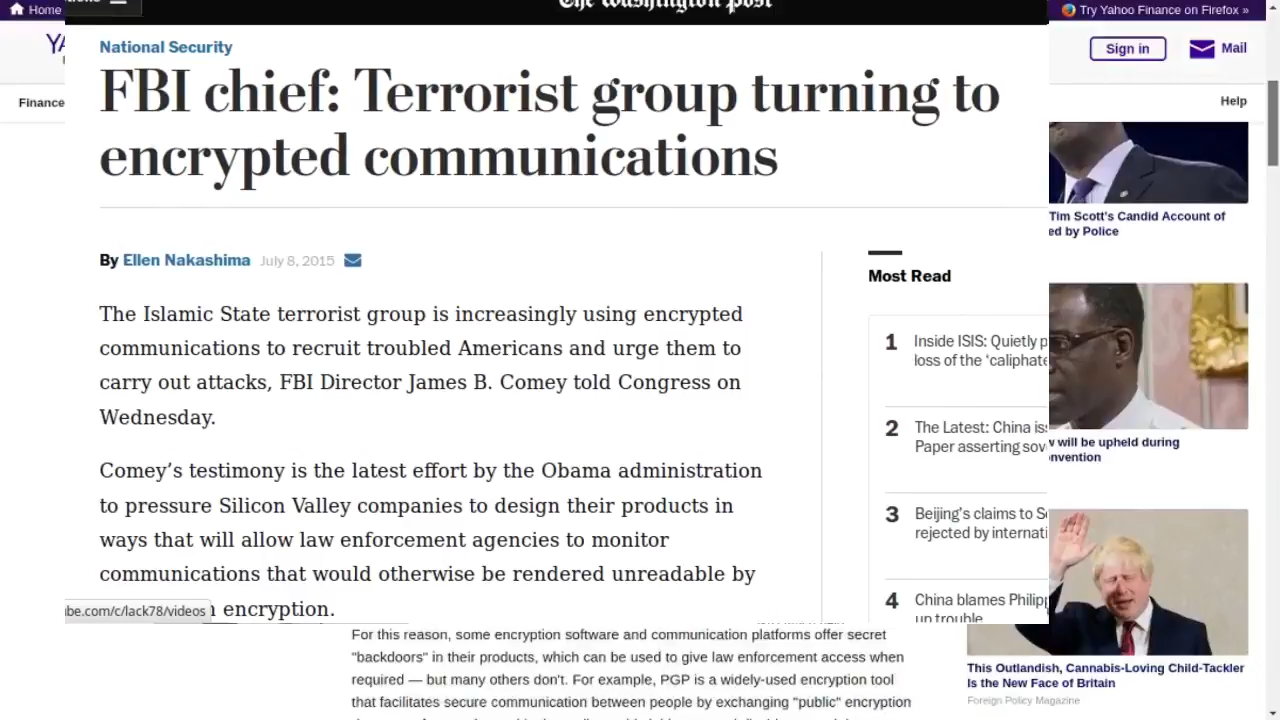 Home
The Washington Post
Try Yahoo Finance on Firefox »
YA
Sign in
Mail
Finance
Help
National Security
FBI chief: Terrorist group turning to
encrypted communications
By Ellen Nakashima July 8, 2015
The Islamic State terrorist group is increasingly using encrypted
communications to recruit troubled Americans and urge them to
carry out attacks, FBI Director James B. Comey told Congress on
Wednesday.
Comey’s testimony is the latest effort by the Obama administration
to pressure Silicon Valley companies to design their products in
ways that will allow law enforcement agencies to monitor
communications that would otherwise be rendered unreadable by
encryption.
ube.com/c/lack78/videos
Most Read
1 Inside ISIS: Quietly p
loss of the ‘caliphate
2 The Latest: China is
Paper asserting sov
3 Beijing’s claims to S
rejected by internati
4 China blames Philipp
up trouble
Tim Scott's Candid Account of
ed by Police
w will be upheld during
nvention
This Outlandish, Cannabis-Loving Child-Tackler
Is the New Face of Britain
Foreign Policy Magazine
For this reason, some encryption software and communication platforms offer secret
"backdoors" in their products, which can be used to give law enforcement access when
required — but many others don't. For example, PGP is a widely-used encryption tool
that facilitates secure communication between people by exchanging "public" encryption